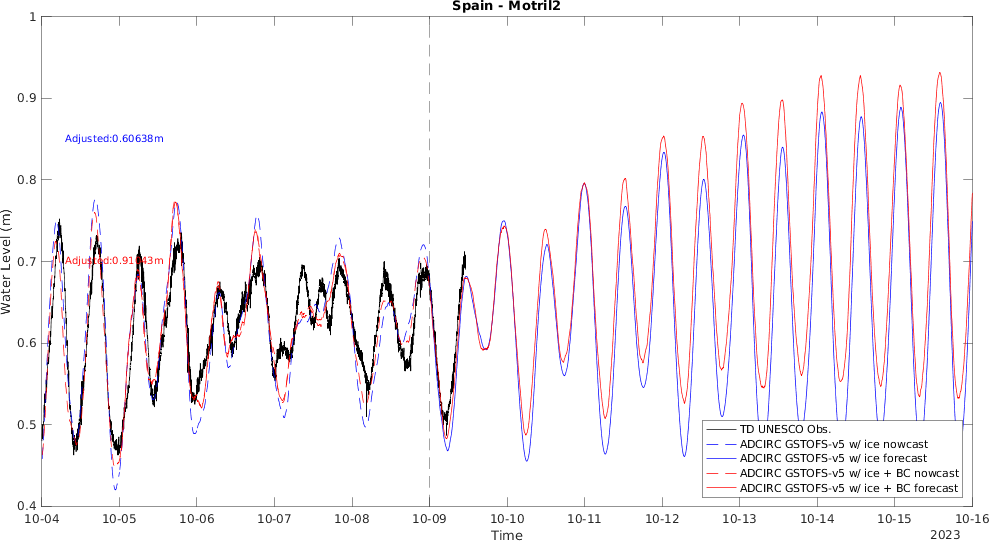 Spain - Motril2
1
0.9
0.8
0.7
0.6
0.5
0.4
Water Level (m)
Adjusted:0.60638m
10-04
10-05
10-06
10-07
10-08
10-09
10-10
10-11
10-12
10-13
10-14
10-15
10-16
Time
2023
TD UNESCO Obs.
ADCIRC GSTOFS-v5 w/ ice nowcast
ADCIRC GSTOFS-v5 w/ ice forecast
ADCIRC GSTOFS-v5 w/ ice + BC nowcast
ADCIRC GSTOFS-v5 w/ ice + BC forecast